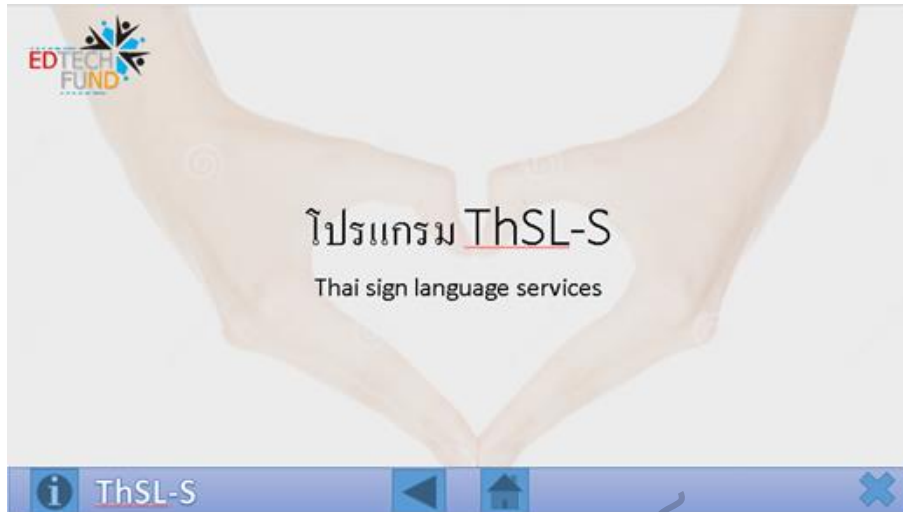 EDTECH
FUND
โปรแกรม ThSL-S
Thai sign language services
ThSL-S